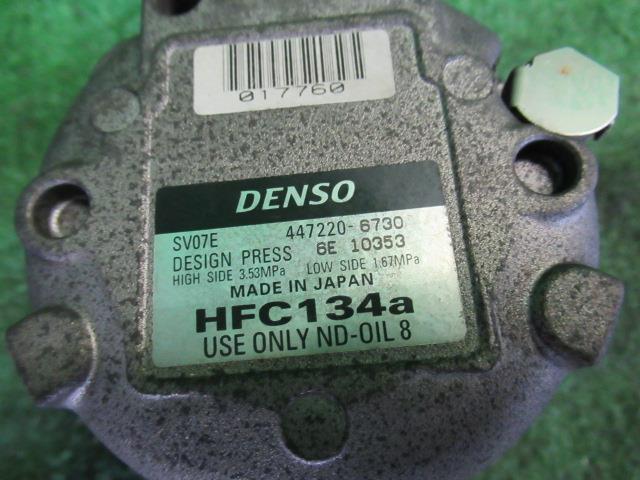 017760
DENSO
SV07E 447220-6730
DESIGN PRESS 6E 10353
HIGH SIDE 3.53MPa LOW SIDE 1.67MPa
MADE IN JAPAN
HFC134a
USE ONLY ND-OIL 8